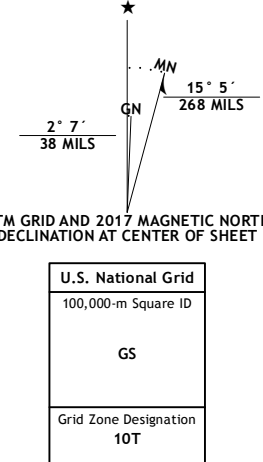 ★
MN
GN
15° 5´
268 MILS
2° 7´
38 MILS
TM GRID AND 2017 MAGNETIC NORTH
DECLINATION AT CENTER OF SHEET
U.S. National Grid
100,000-m Square ID
GS
Grid Zone Designation
10T